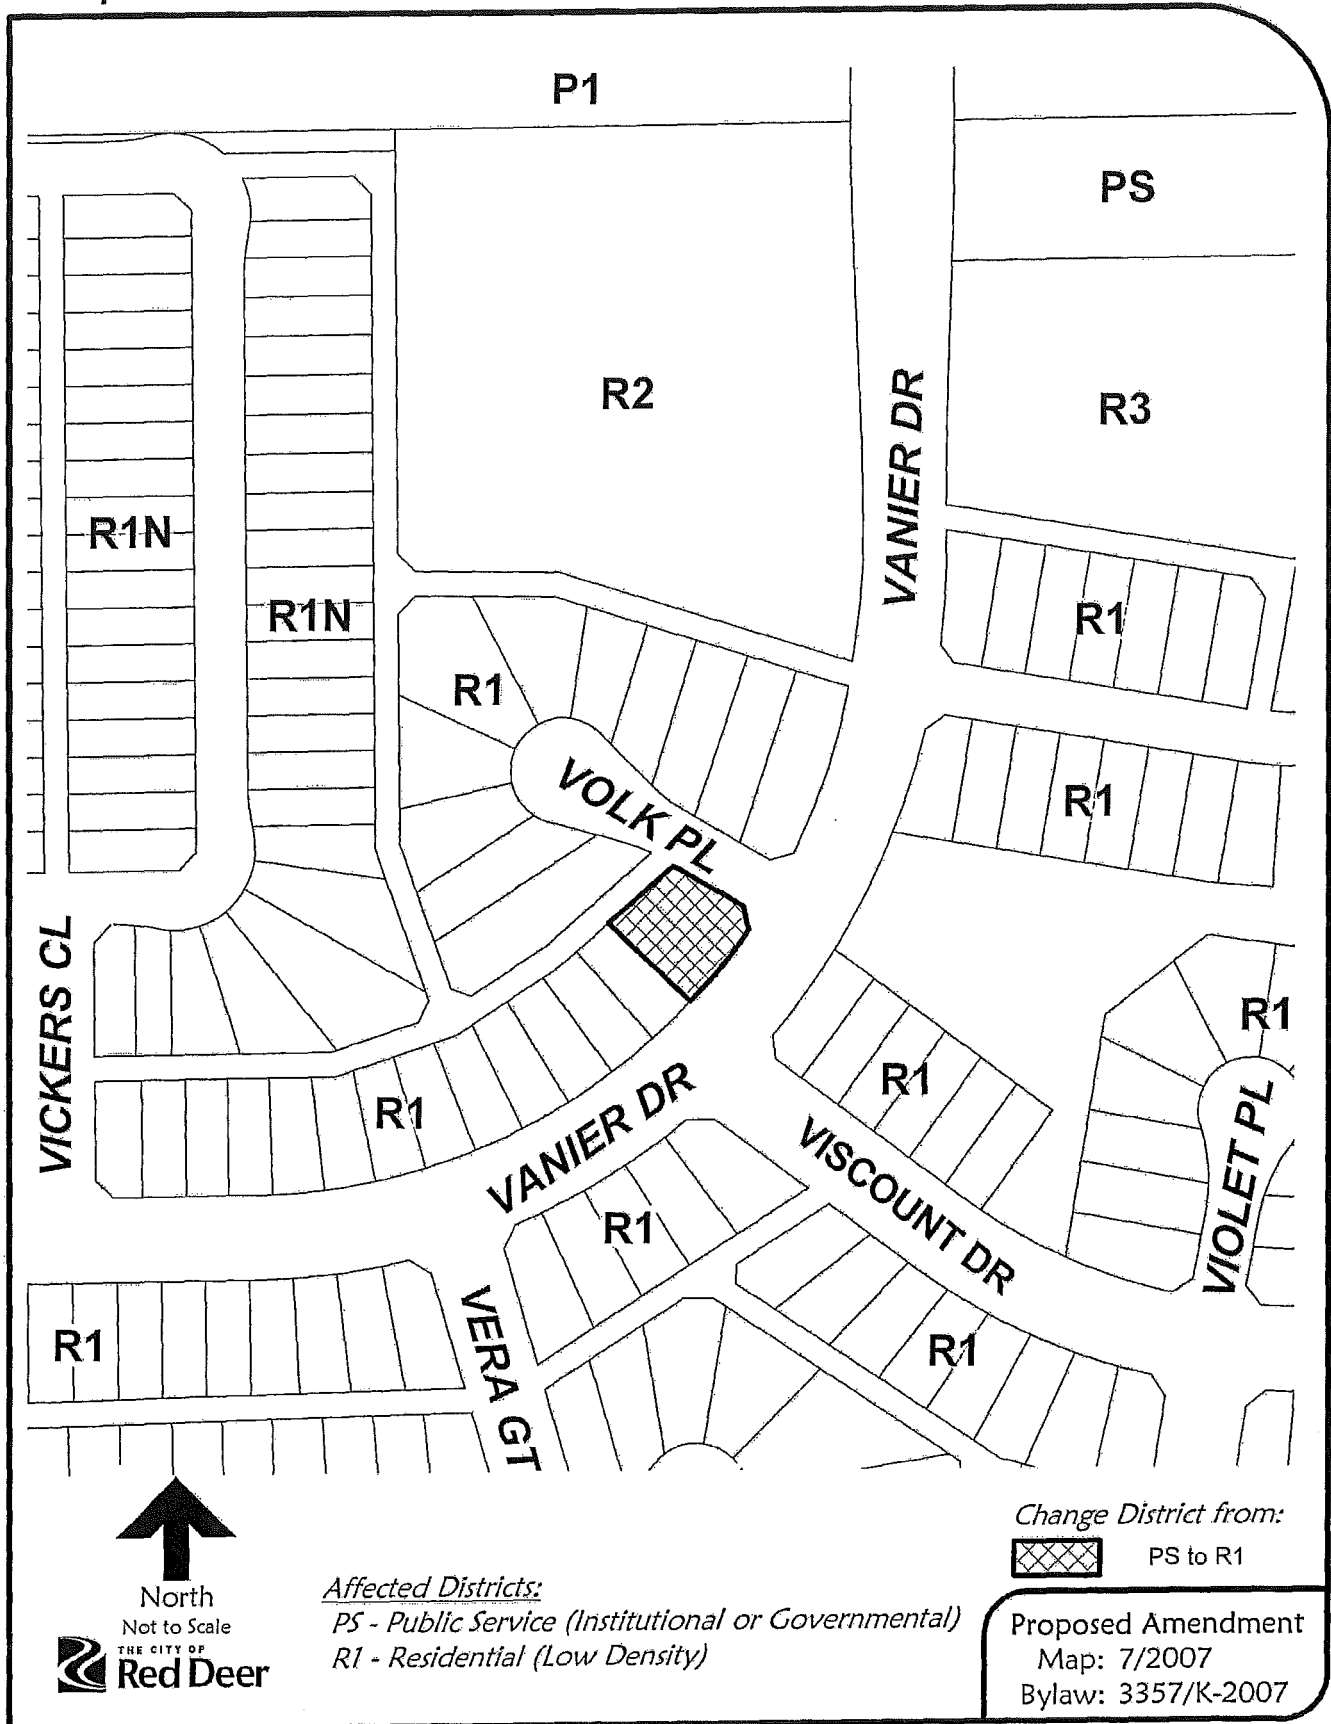 P1
PS
R2
R3
VANIER DR
R1N
R1N
R1
R1
VOLK PL
R1
VICKERS CL
R1
R1
R1
VANIER DR
VISCOUNT DR
VIOLET PL
R1
R1
VERA GT
R1
North
Not to Scale
THE CITY OF
Red Deer
Affected Districts:
PS - Public Service (Institutional or Governmental)
R1 - Residential (Low Density)
Change District from:
PS to R1
Proposed Amendment
Map: 7/2007
Bylaw: 3357/K-2007